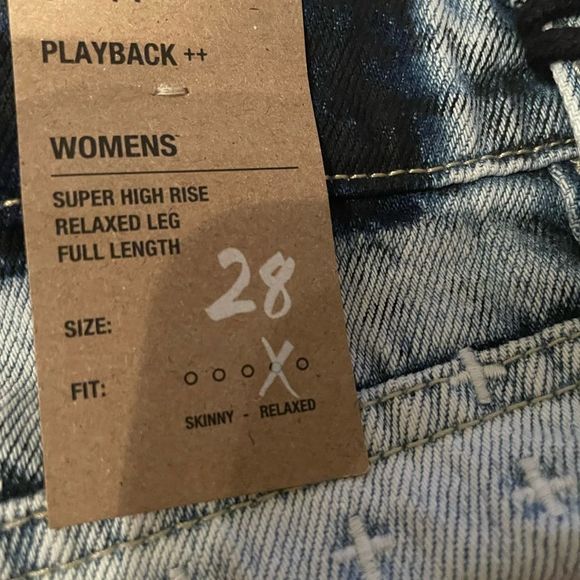 PLAYBACK ++
WOMENS
SUPER HIGH RISE
RELAXED LEG
FULL LENGTH
SIZE: 28
FIT: X
SKINNY - RELAXED